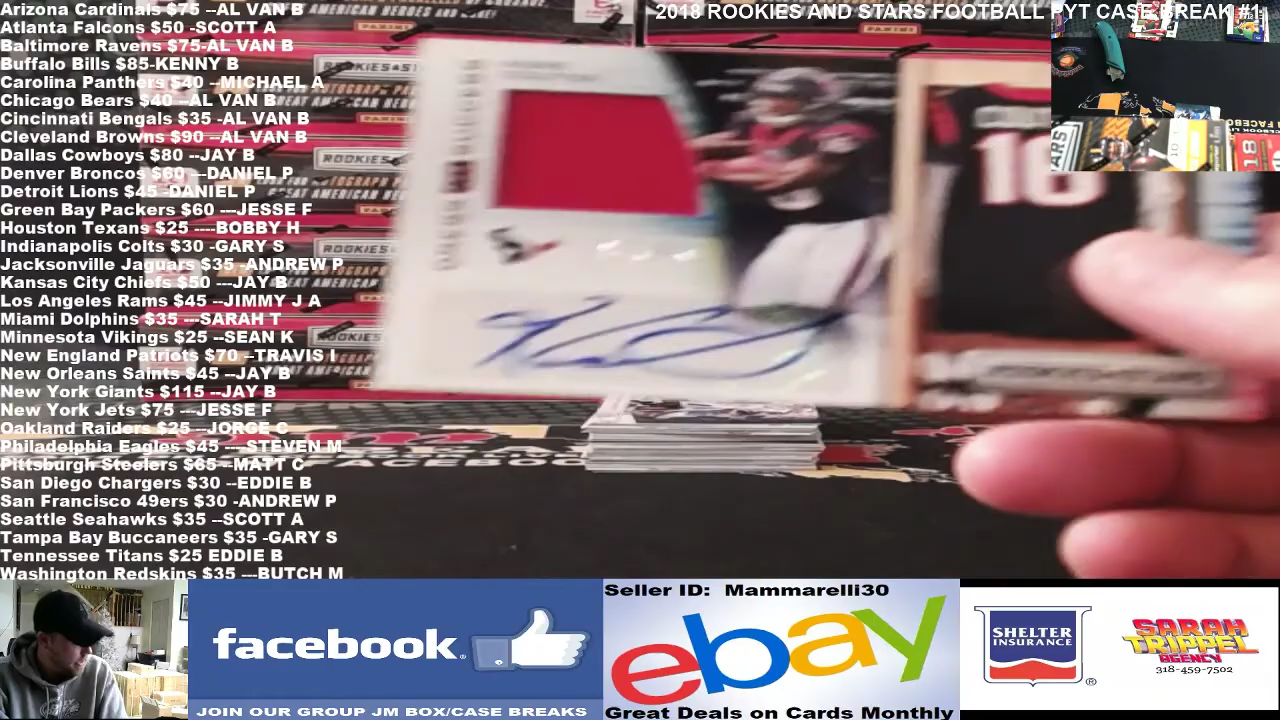 2018 ROOKIES AND STARS FOOTBALL PYT CASE BREAK #1
Arizona Cardinals $75 --AL VAN B
Atlanta Falcons $50 -SCOTT A
Baltimore Ravens $75-AL VAN B
Buffalo Bills $85-KENNY B
Carolina Panthers $40 --MICHAEL A
Chicago Bears $40 --AL VAN B
Cincinnati Bengals $35 -AL VAN B
Cleveland Browns $90 --AL VAN B
Dallas Cowboys $80 --JAY B
Denver Broncos $60 ---DANIEL P
Detroit Lions $45 -DANIEL P
Green Bay Packers $60 ---JESSE F
Houston Texans $25 ----BOBBY H
Indianapolis Colts $30 -GARY S
Jacksonville Jaguars $35 -ANDREW P
Kansas City Chiefs $50 ---JAY B
Los Angeles Rams $45 --JIMMY J A
Miami Dolphins $35 ---SARAH T
Minnesota Vikings $25 --SEAN K
New England Patriots $70 --TRAVIS I
New Orleans Saints $45 --JAY B
New York Giants $115 --JAY B
New York Jets $75 ---JESSE F
Oakland Raiders $25 --JORGE C
Philadelphia Eagles $45 ----STEVEN M
Pittsburgh Steelers $65 --MATT C
San Diego Chargers $30 --EDDIE B
San Francisco 49ers $30 -ANDREW P
Seattle Seahawks $35 --SCOTT A
Tampa Bay Buccaneers $35 -GARY S
Tennessee Titans $25 EDDIE B
Washington Redskins $35 ---BUTCH M
PANINI
ROOKIES
ROOKIES
ROOKIES
18
facebook
JOIN OUR GROUP JM BOX/CASE BREAKS
Seller ID: Mammarelli30
ebay
Great Deals on Cards Monthly
SHELTER
INSURANCE
SARAH
TRIPPEL
AGENCY
318-459-7502